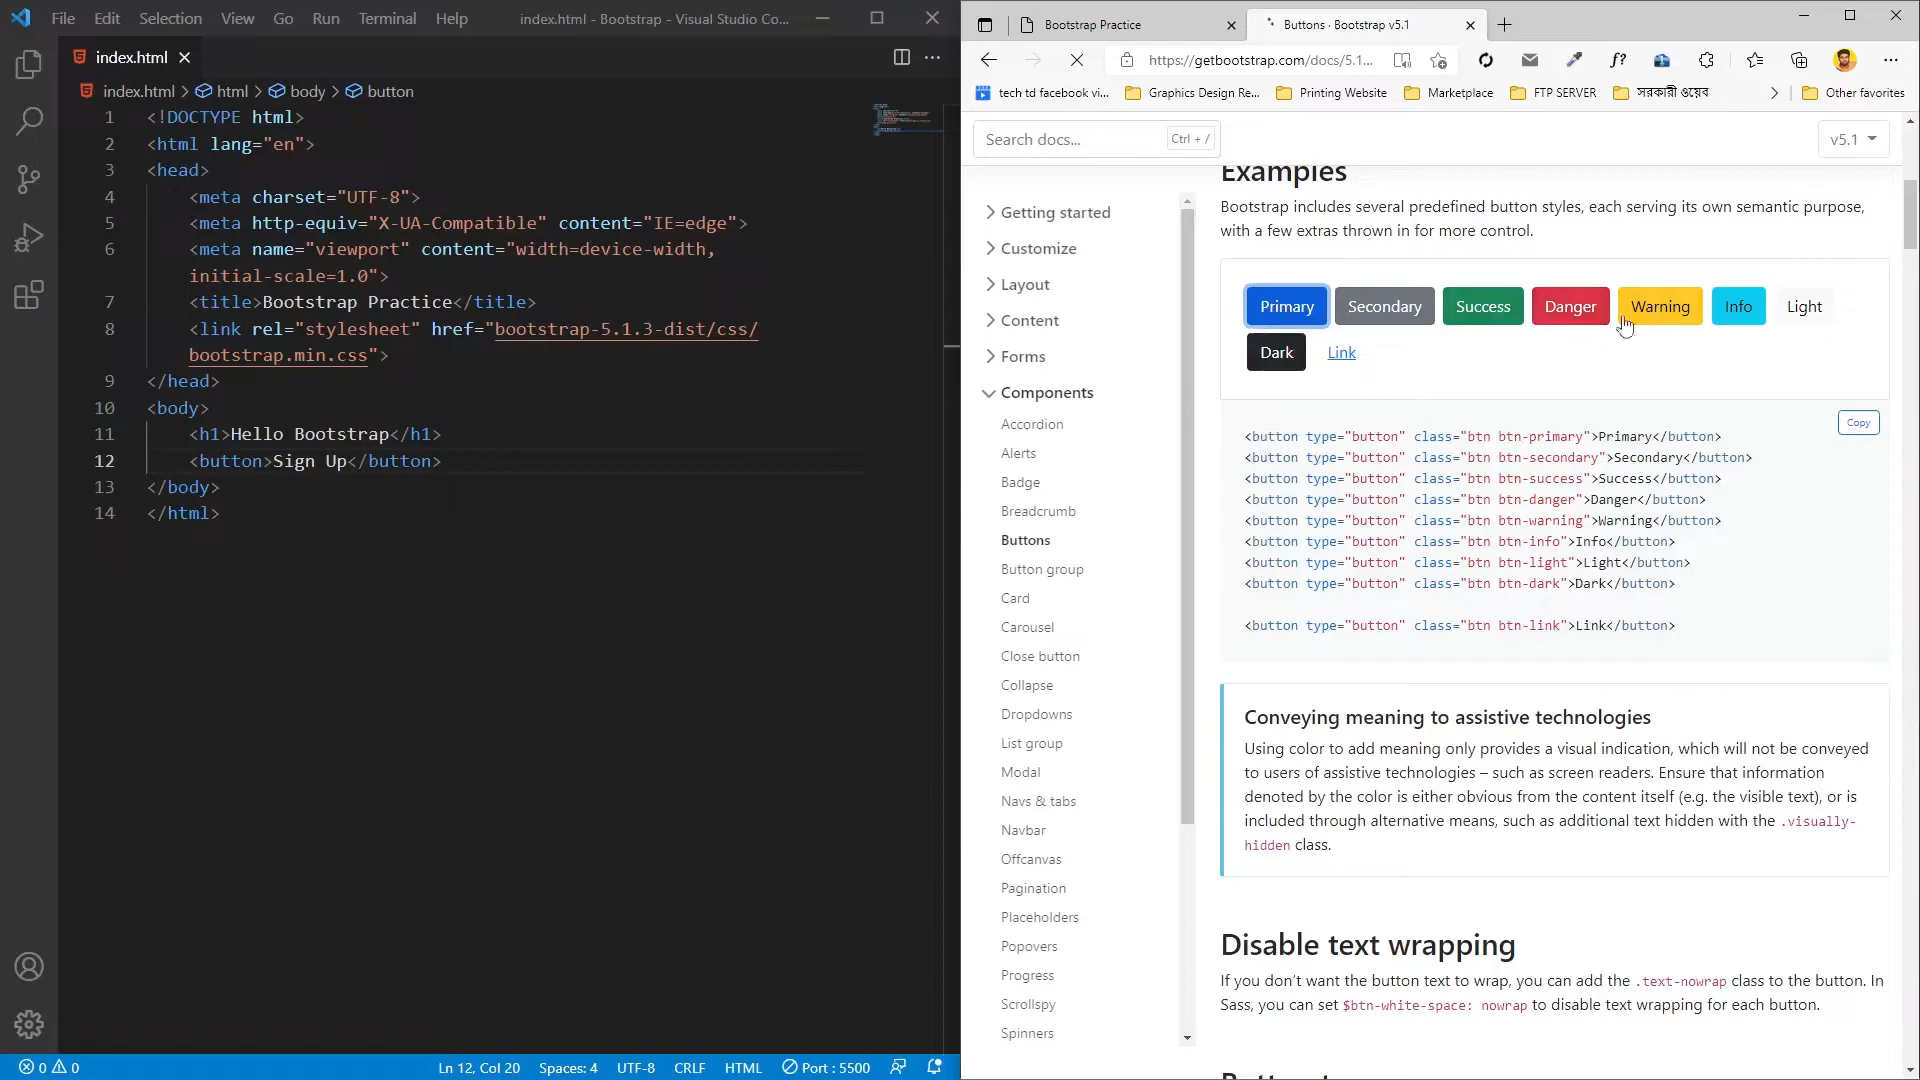 File Edit Selection View Go Run Terminal Help index.html - Bootstrap - Visual Studio Co...
index.html
index.html > html > body > button
1 <!DOCTYPE html>
2 <html lang="en">
3 <head>
4 <meta charset="UTF-8">
5 <meta http-equiv="X-UA-Compatible" content="IE=edge">
6 <meta name="viewport" content="width=device-width,
initial-scale=1.0">
7 <title>Bootstrap Practice</title>
8 <link rel="stylesheet" href="bootstrap-5.1.3-dist/css/
bootstrap.min.css">
9 </head>
10 <body>
11 <h1>Hello Bootstrap</h1>
12 <button>Sign Up</button>
13 </body>
14 </html>
0 0 Ln 12, Col 20 Spaces: 4 UTF-8 CRLF HTML Port : 5500
Bootstrap Practice Buttons · Bootstrap v5.1
https://getbootstrap.com/docs/5.1...
f?
tech td facebook vi... Graphics Design Re... Printing Website Marketplace FTP SERVER সরকারী ওয়েব Other favorites
Search docs... Ctrl + / v5.1
Getting started
Customize
Layout
Content
Forms
Components
Accordion
Alerts
Badge
Breadcrumb
Buttons
Button group
Card
Carousel
Close button
Collapse
Dropdowns
List group
Modal
Navs & tabs
Navbar
Offcanvas
Pagination
Placeholders
Popovers
Progress
Scrollspy
Spinners
Examples
Bootstrap includes several predefined button styles, each serving its own semantic purpose,
with a few extras thrown in for more control.
Primary Secondary Success Danger Warning Info Light
Dark Link
Copy
<button type="button" class="btn btn-primary">Primary</button>
<button type="button" class="btn btn-secondary">Secondary</button>
<button type="button" class="btn btn-success">Success</button>
<button type="button" class="btn btn-danger">Danger</button>
<button type="button" class="btn btn-warning">Warning</button>
<button type="button" class="btn btn-info">Info</button>
<button type="button" class="btn btn-light">Light</button>
<button type="button" class="btn btn-dark">Dark</button>
<button type="button" class="btn btn-link">Link</button>
Conveying meaning to assistive technologies
Using color to add meaning only provides a visual indication, which will not be conveyed
to users of assistive technologies – such as screen readers. Ensure that information
denoted by the color is either obvious from the content itself (e.g. the visible text), or is
included through alternative means, such as additional text hidden with the .visually-
hidden class.
Disable text wrapping
If you don't want the button text to wrap, you can add the .text-nowrap class to the button. In
Sass, you can set $btn-white-space: nowrap to disable text wrapping for each button.